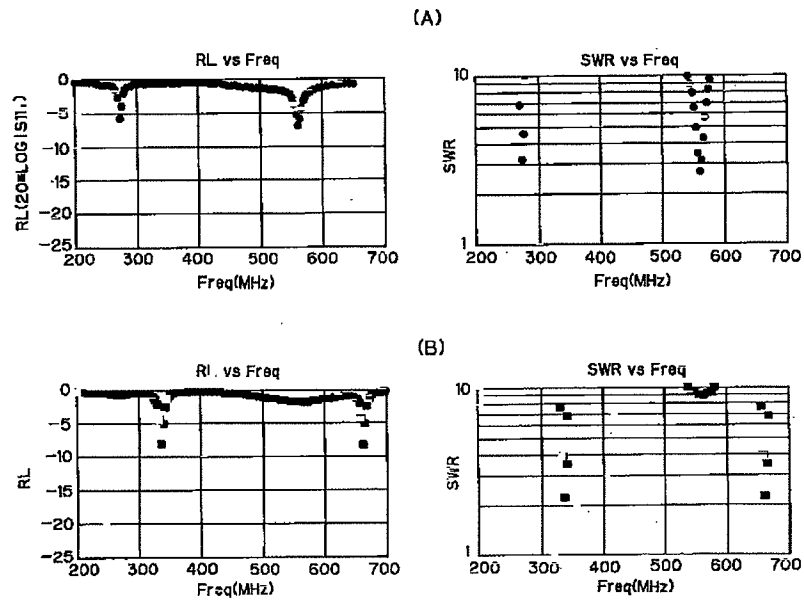 (A)
RL vs Freq
RL(20*LOG|S11|)
0
-5
-10
-15
-20
-25
200 300 400 500 600 700
Freq(MHz)
SWR vs Freq
SWR
10
1
200 300 400 500 600 700
Freq(MHz)
(B)
RL vs Freq
RL
0
-5
-10
-15
-20
-25
200 300 400 500 600 700
Freq(MHz)
SWR vs Freq
SWR
10
1
200 300 400 500 600 700
Freq(MHz)